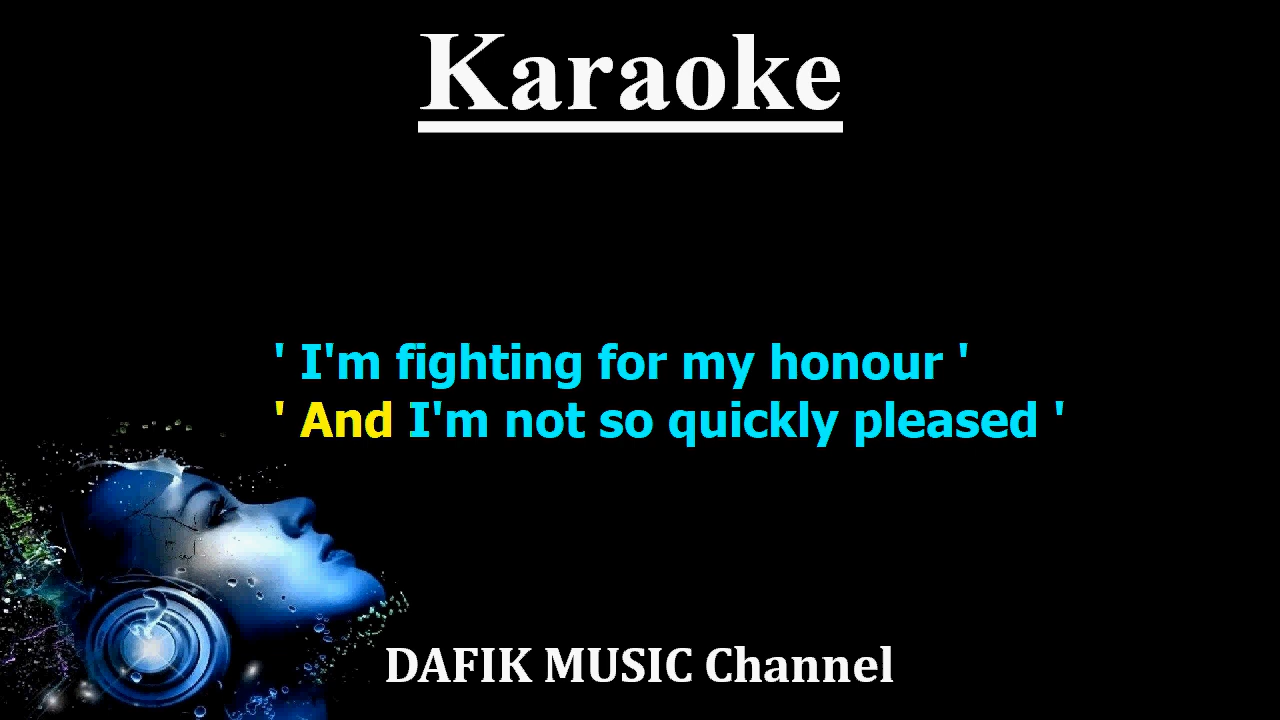 Karaoke
' I'm fighting for my honour '
' And I'm not so quickly pleased '
DAFIK MUSIC Channel